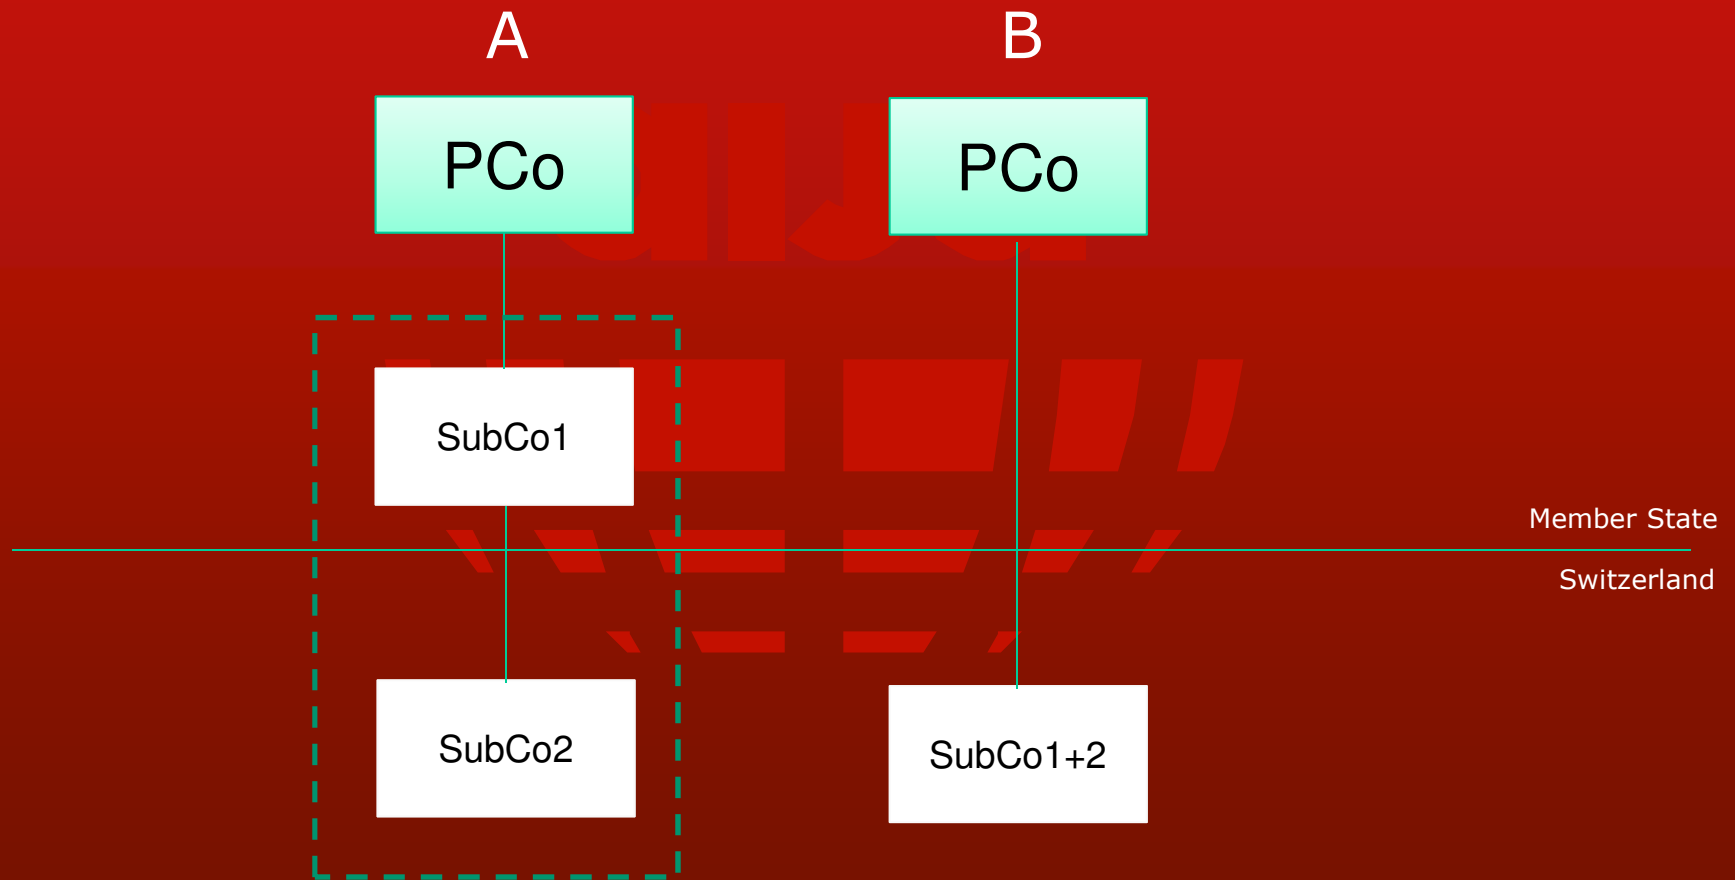 A
B
PCo
PCo
SubCo1
Member State
Switzerland
SubCo2
SubCo1+2